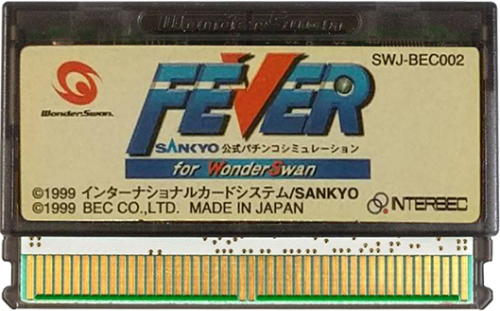 WonderSwan
SWJ-BEC002
WonderSwan
FEVER
SANKYO 公式パチンコシミュレーション
for WonderSwan
©1999 インターナショナルカードシステム/SANKYO
©1999 BEC CO.,LTD. MADE IN JAPAN
INTERBEC